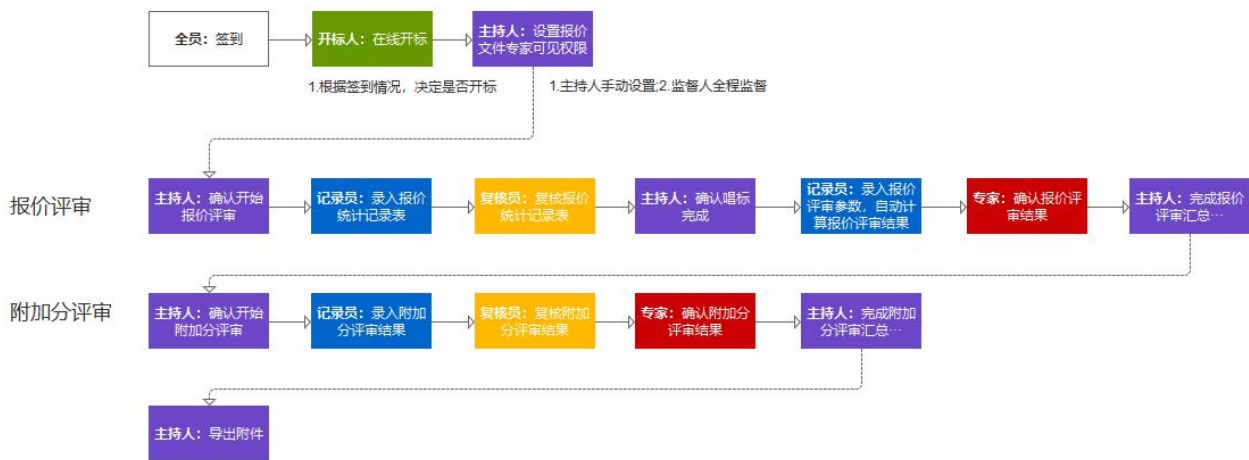 全员：签到
开标人：在线开标
主持人：设置报价
文件专家可见权限
1.根据签到情况，决定是否开标
1.主持人手动设置;2.监督人全程监督
报价评审
主持人：确认开始
报价评审
记录员：录入报价
统计记录表
复核员：复核报价
统计记录表
主持人：确认唱标
完成
记录员：录入报价
评审参数，自动计
算报价评审结果
专家：确认报价评
审结果
主持人：完成报价
评审汇总…
附加分评审
主持人：确认开始
附加分评审
记录员：录入附加
分评审结果
复核员：复核附加
分评审结果
专家：确认附加分
评审结果
主持人：完成附加
分评审汇总…
主持人：导出附件